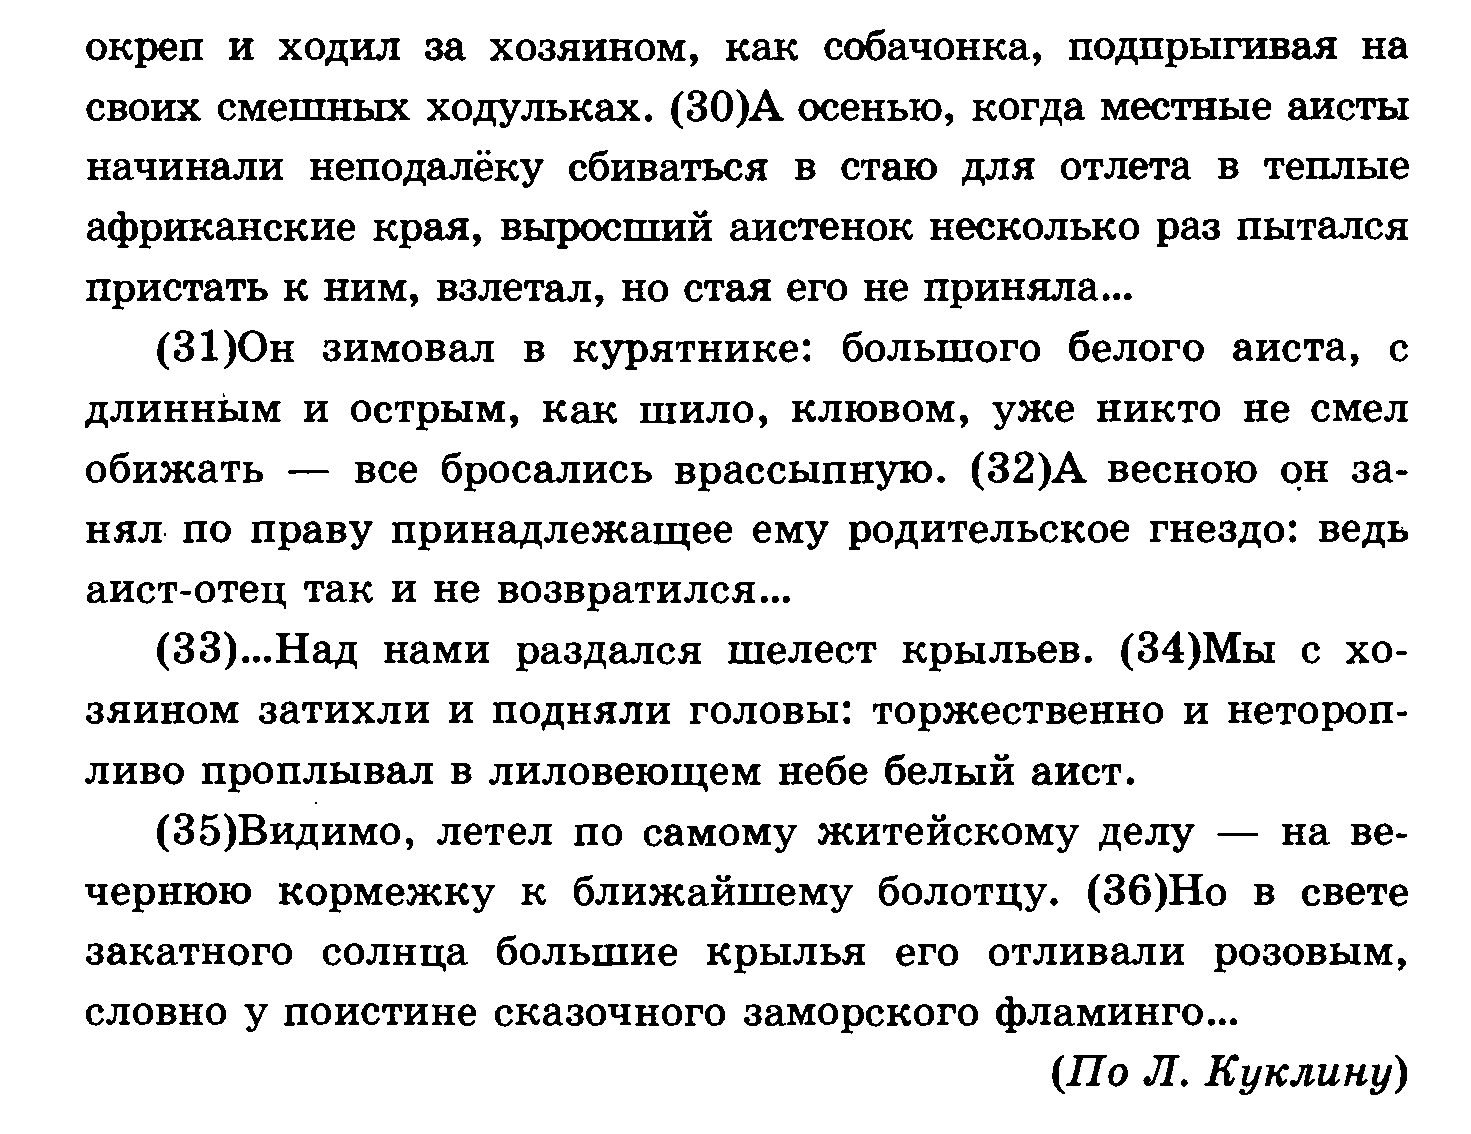 окреп и ходил за хозяином, как собачонка, подпрыгивая на
своих смешных ходульках. (30)А осенью, когда местные аисты
начинали неподалёку сбиваться в стаю для отлета в теплые
африканские края, выросший аистенок несколько раз пытался
пристать к ним, взлетал, но стая его не приняла...
(31)Он зимовал в курятнике: большого белого аиста, с
длинным и острым, как шило, клювом, уже никто не смел
обижать — все бросались врассыпную. (32)А весною он за-
нял по праву принадлежащее ему родительское гнездо: ведь
аист-отец так и не возвратился...
(33)...Над нами раздался шелест крыльев. (34)Мы с хо-
зяином затихли и подняли головы: торжественно и нетороп-
ливо проплывал в лиловеющем небе белый аист.
(35)Видимо, летел по самому житейскому делу — на ве-
чернюю кормежку к ближайшему болотцу. (36)Но в свете
закатного солнца большие крылья его отливали розовым,
словно у поистине сказочного заморского фламинго...
(По Л. Куклину)